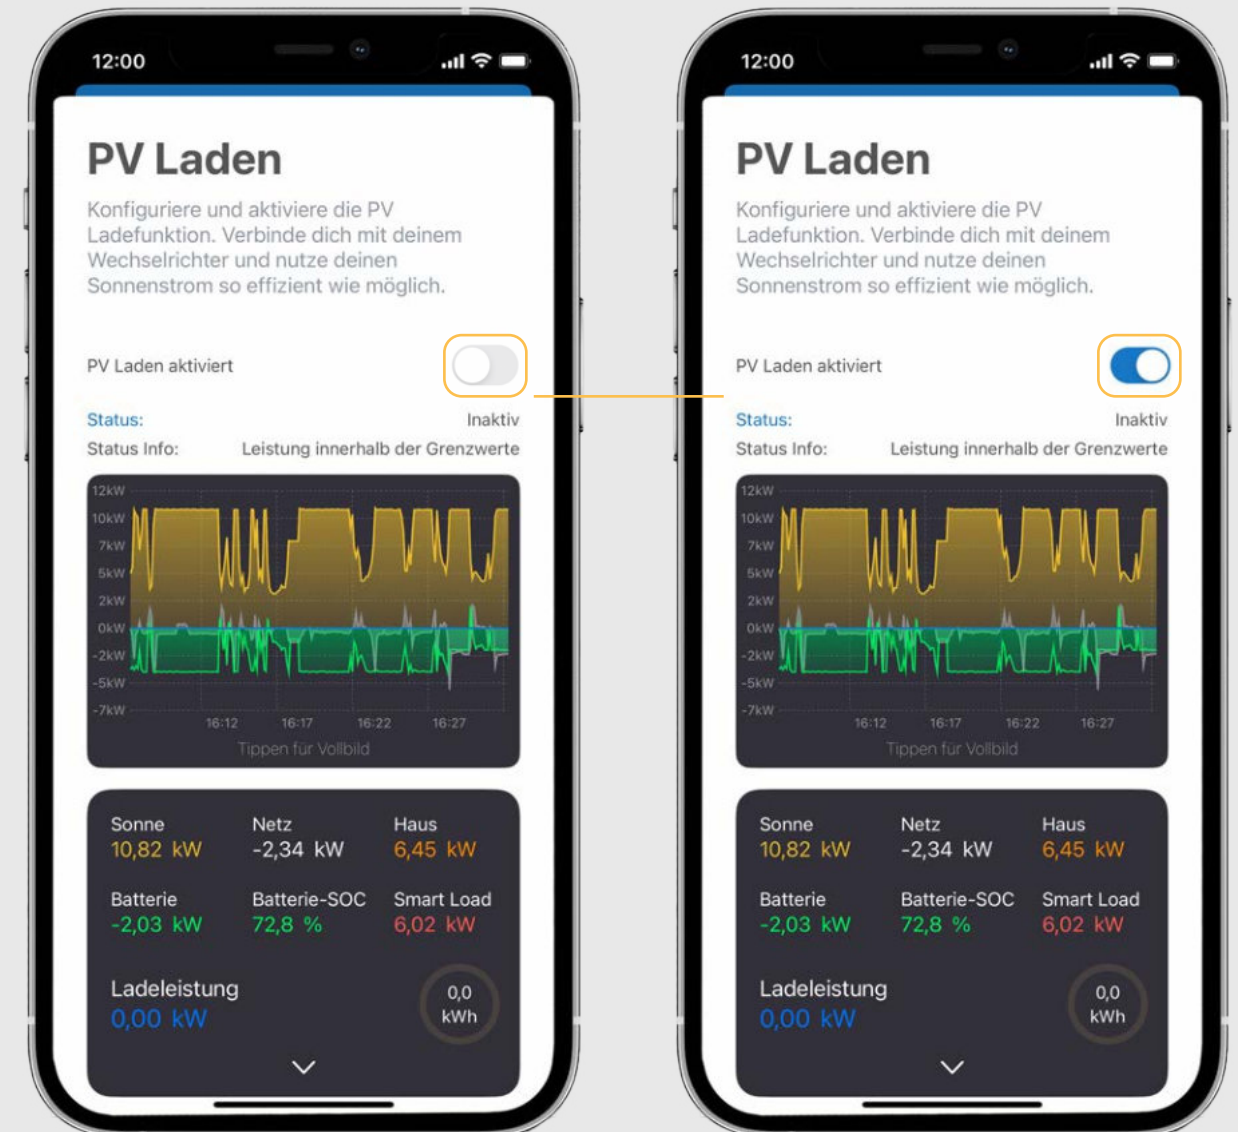 12:00
PV Laden
Konfiguriere und aktiviere die PV
Ladefunktion. Verbinde dich mit deinem
Wechselrichter und nutze deinen
Sonnenstrom so effizient wie möglich.
PV Laden aktiviert
Status: Inaktiv
Status Info: Leistung innerhalb der Grenzwerte
12kW
10kW
7kW
5kW
2kW
0kW
-2kW
-5kW
-7kW
16:12 16:17 16:22 16:27
Tippen für Vollbild
Sonne Netz Haus
10,82 kW -2,34 kW 6,45 kW
Batterie Batterie-SOC Smart Load
-2,03 kW 72,8 % 6,02 kW
Ladeleistung
0,00 kW
0,0
kWh
12:00
PV Laden
Konfiguriere und aktiviere die PV
Ladefunktion. Verbinde dich mit deinem
Wechselrichter und nutze deinen
Sonnenstrom so effizient wie möglich.
PV Laden aktiviert
Status: Inaktiv
Status Info: Leistung innerhalb der Grenzwerte
12kW
10kW
7kW
5kW
2kW
0kW
-2kW
-5kW
-7kW
16:12 16:17 16:22 16:27
Tippen für Vollbild
Sonne Netz Haus
10,82 kW -2,34 kW 6,45 kW
Batterie Batterie-SOC Smart Load
-2,03 kW 72,8 % 6,02 kW
Ladeleistung
0,00 kW
0,0
kWh